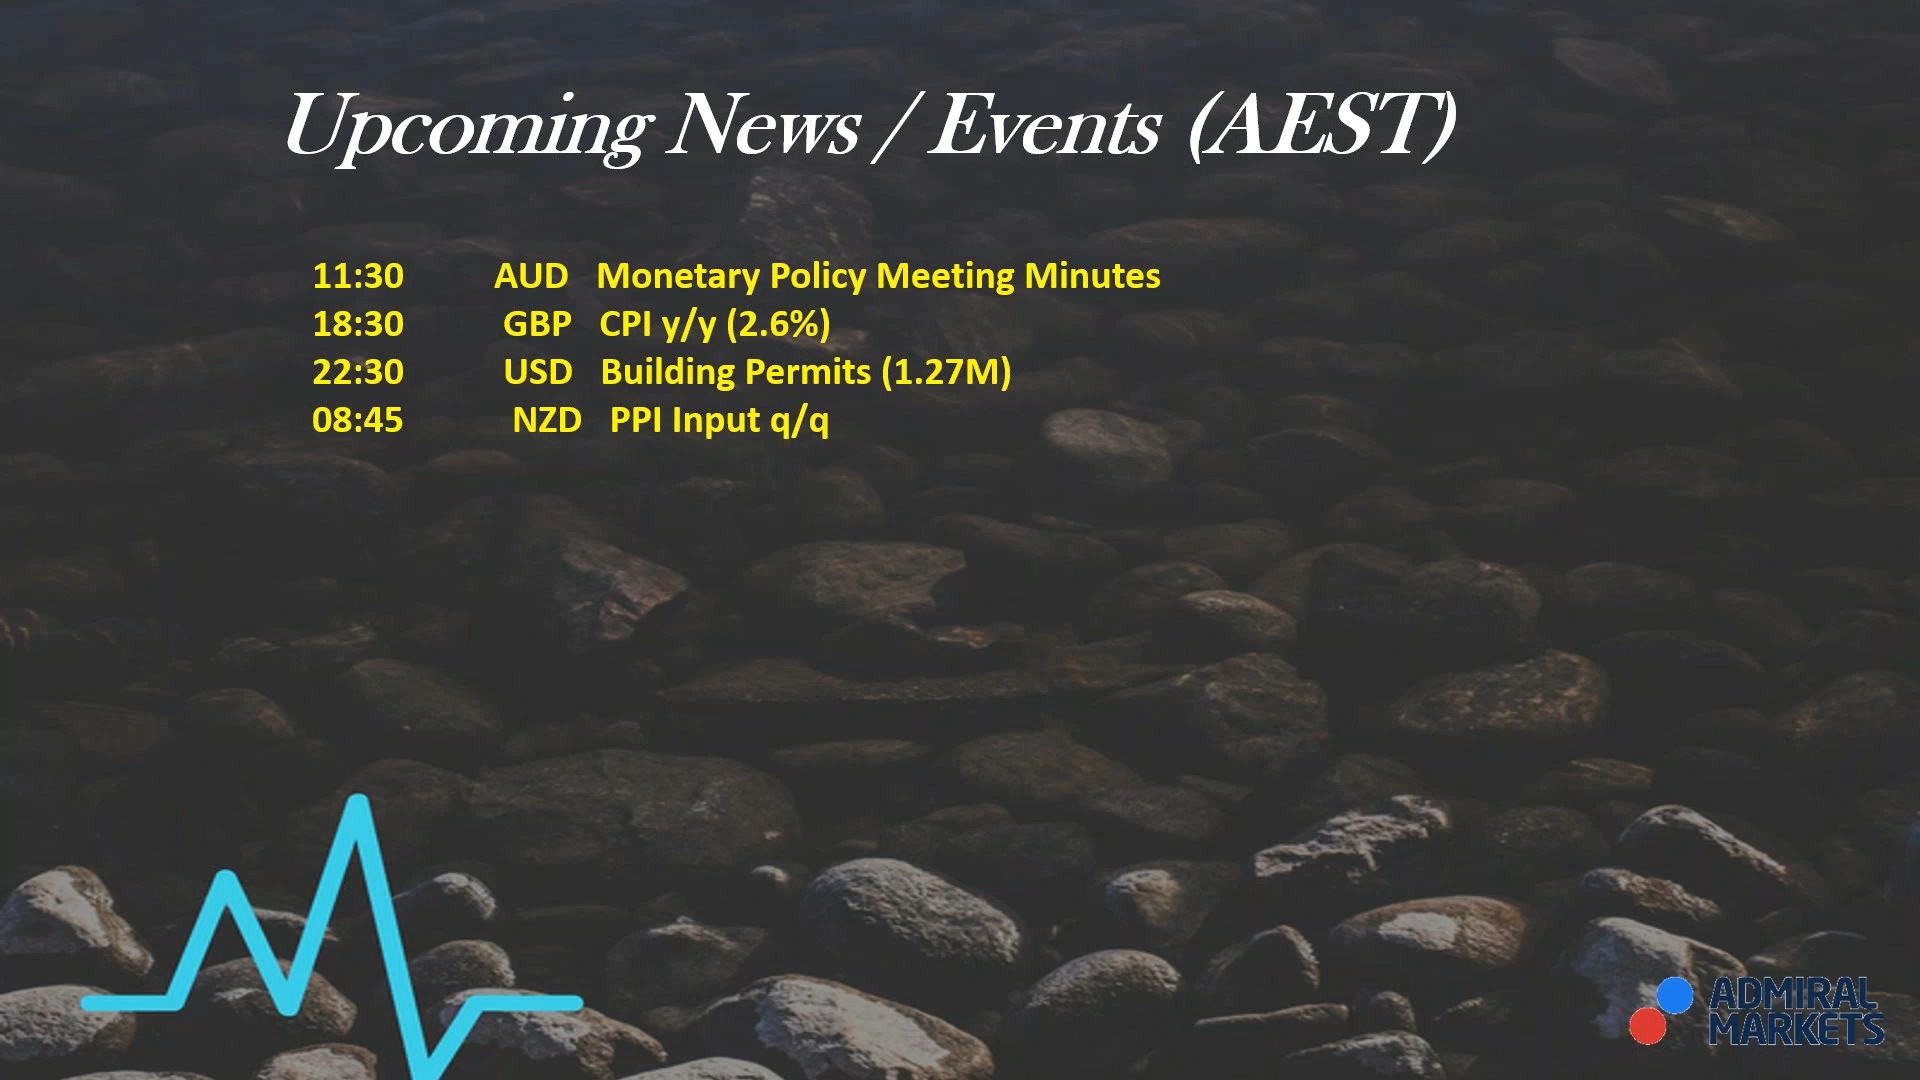 Upcoming News / Events (AEST)
11:30 AUD Monetary Policy Meeting Minutes
18:30 GBP CPI y/y (2.6%)
22:30 USD Building Permits (1.27M)
08:45 NZD PPI Input q/q
ADMIRAL
MARKETS